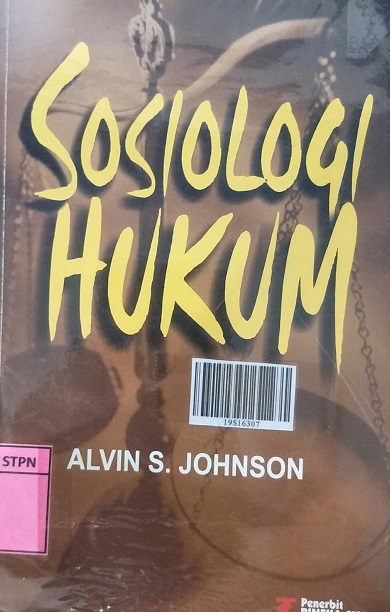 SOSIOLOGI
HUKUM
19S16307
STPN
ALVIN S. JOHNSON
Penerbit